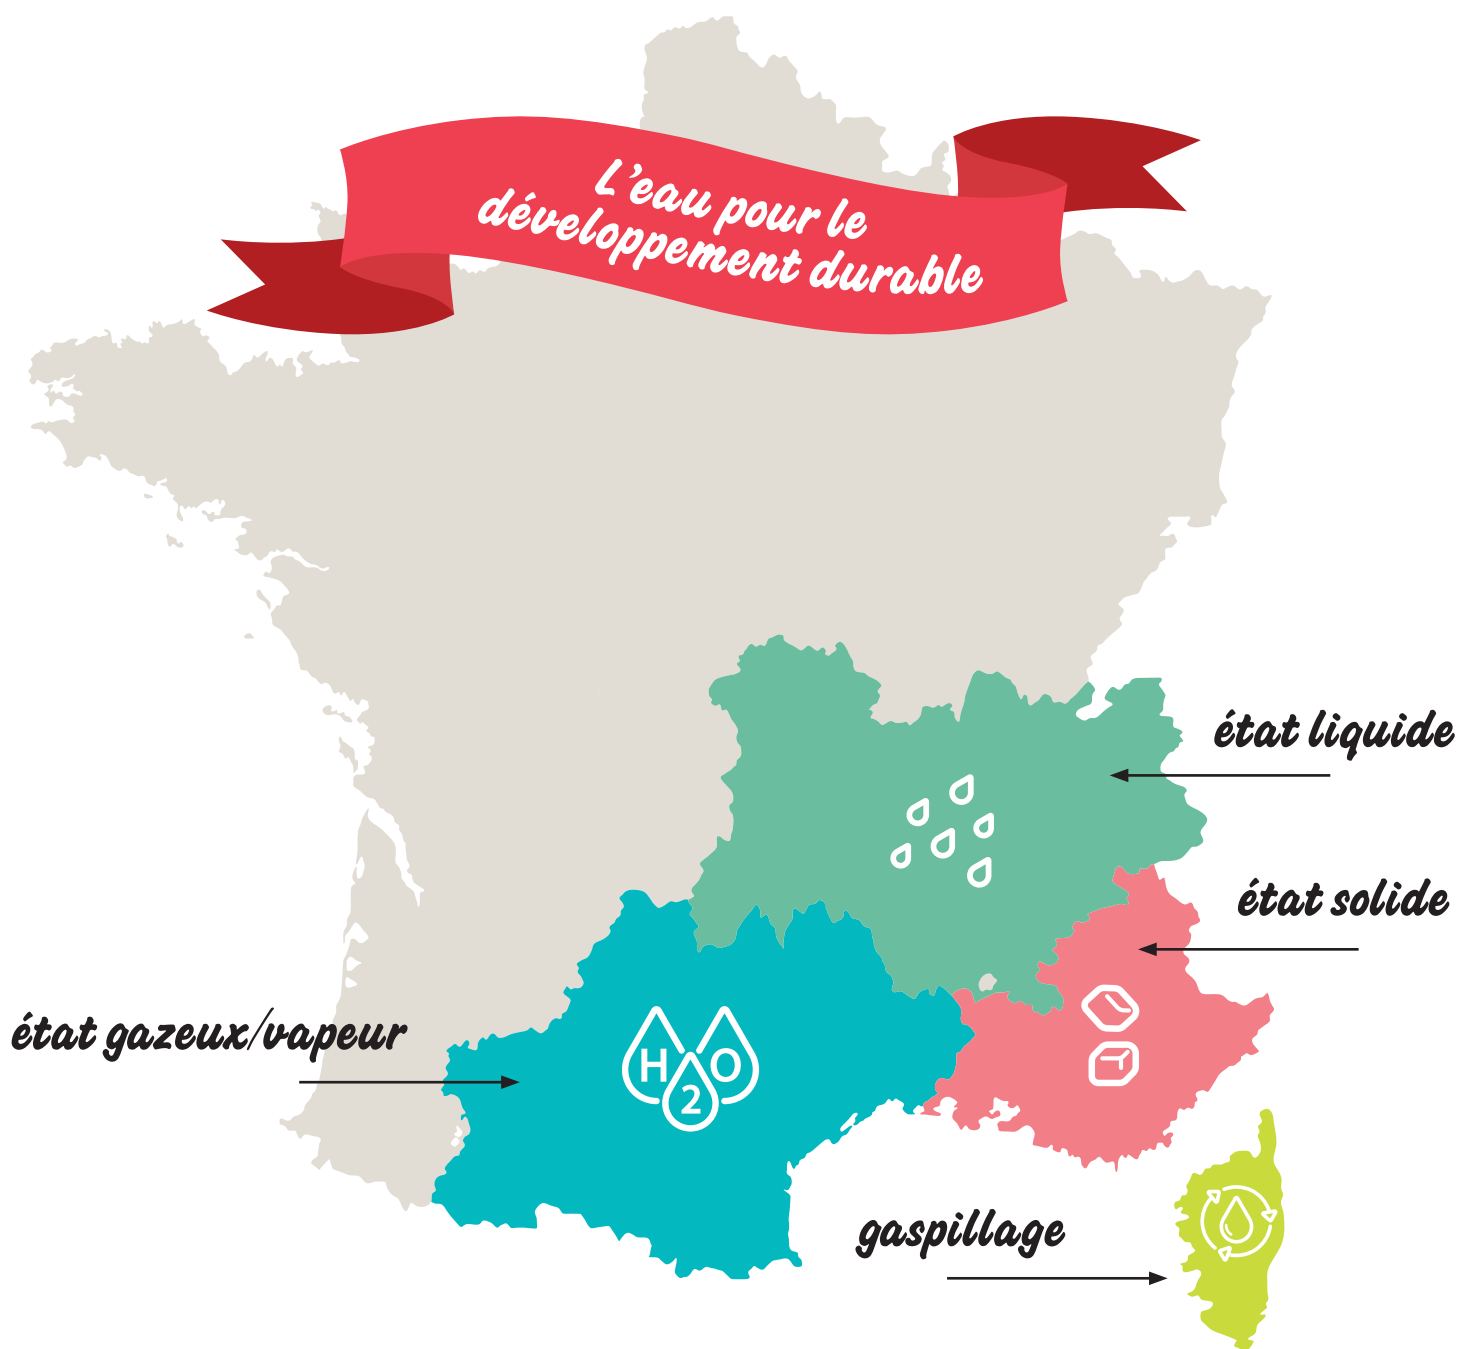 L'eau pour le
développement durable
état liquide
état solide
état gazeux/vapeur
H
2
O
gaspillage